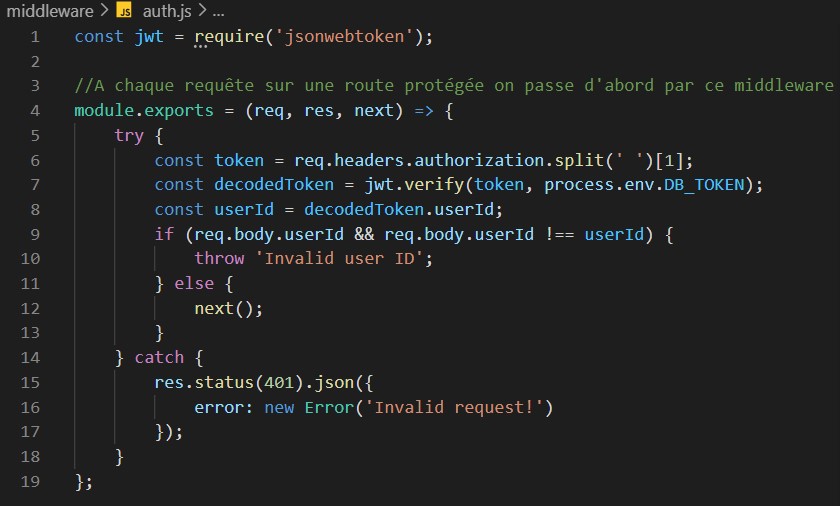 middleware > JS auth.js > ...
1 const jwt = require('jsonwebtoken');
2
3 //A chaque requête sur une route protégée on passe d'abord par ce middleware
4 module.exports = (req, res, next) => {
5     try {
6         const token = req.headers.authorization.split(' ')[1];
7         const decodedToken = jwt.verify(token, process.env.DB_TOKEN);
8         const userId = decodedToken.userId;
9         if (req.body.userId && req.body.userId !== userId) {
10             throw 'Invalid user ID';
11         } else {
12             next();
13         }
14     } catch {
15         res.status(401).json({
16             error: new Error('Invalid request!')
17         });
18     }
19 };